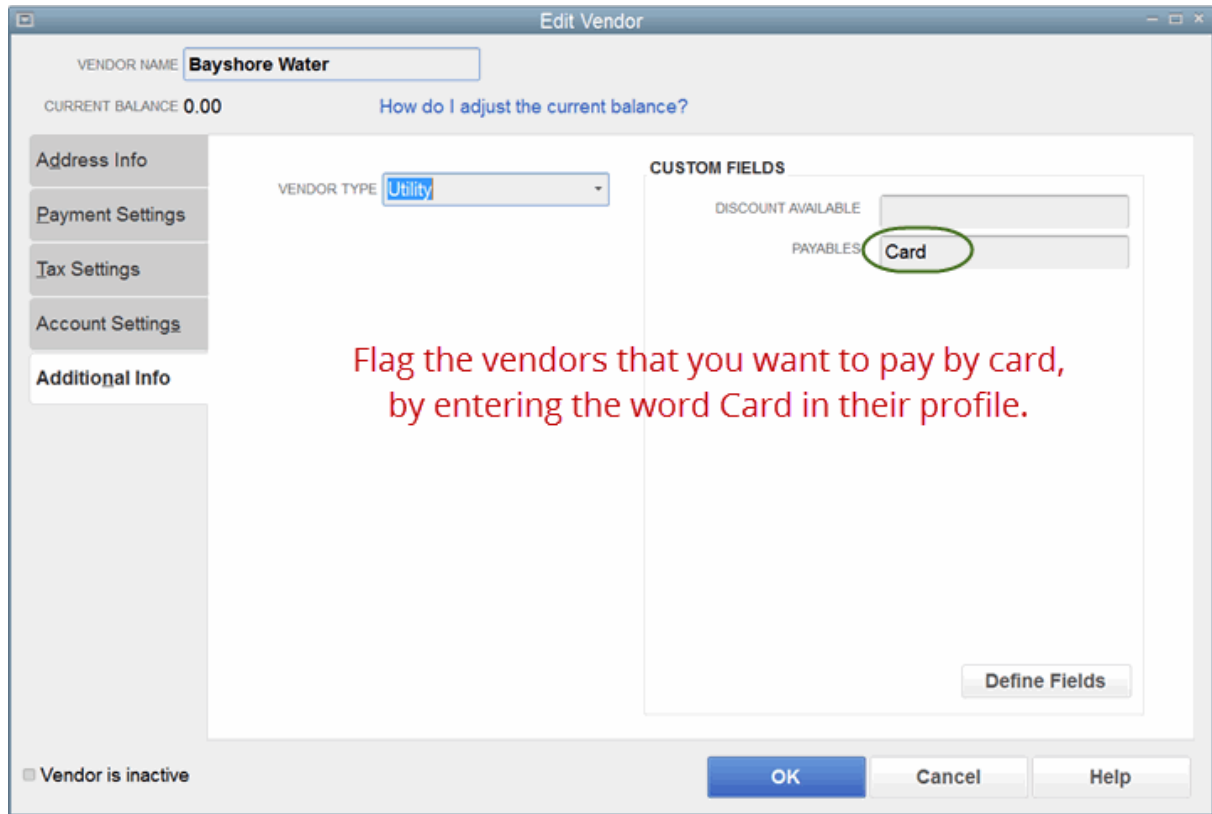 Edit Vendor
VENDOR NAME Bayshore Water
CURRENT BALANCE 0.00 How do I adjust the current balance?
Address Info
Payment Settings
Tax Settings
Account Settings
Additional Info
VENDOR TYPE Utility
CUSTOM FIELDS
DISCOUNT AVAILABLE
PAYABLES Card
Flag the vendors that you want to pay by card,
by entering the word Card in their profile.
Define Fields
Vendor is inactive
OK Cancel Help